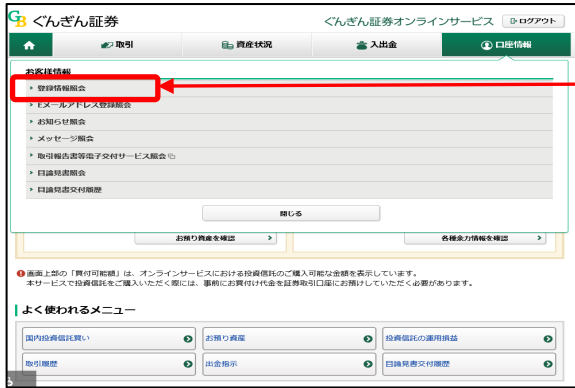 GB ぐんぎん証券
ぐんぎん証券オンラインサービス ログアウト
取引 資産状況 入出金 口座情報
お客様情報
登録情報照会
Eメールアドレス登録照会
お知らせ照会
メッセージ照会
取引報告書等電子交付サービス照会
目論見書照会
目論見書交付履歴
閉じる
お預り資産を確認 各種余力情報を確認
画面上部の「買付可能額」は、オンラインサービスにおける投資信託のご購入可能な金額を表示しています。
本サービスで投資信託をご購入いただく際には、事前にお買付け代金を証券取引口座にお預けしていただく必要があります。
よく使われるメニュー
国内投資信託買い お預り資産 投資信託の運用損益
取引履歴 出金指示 目論見書交付履歴